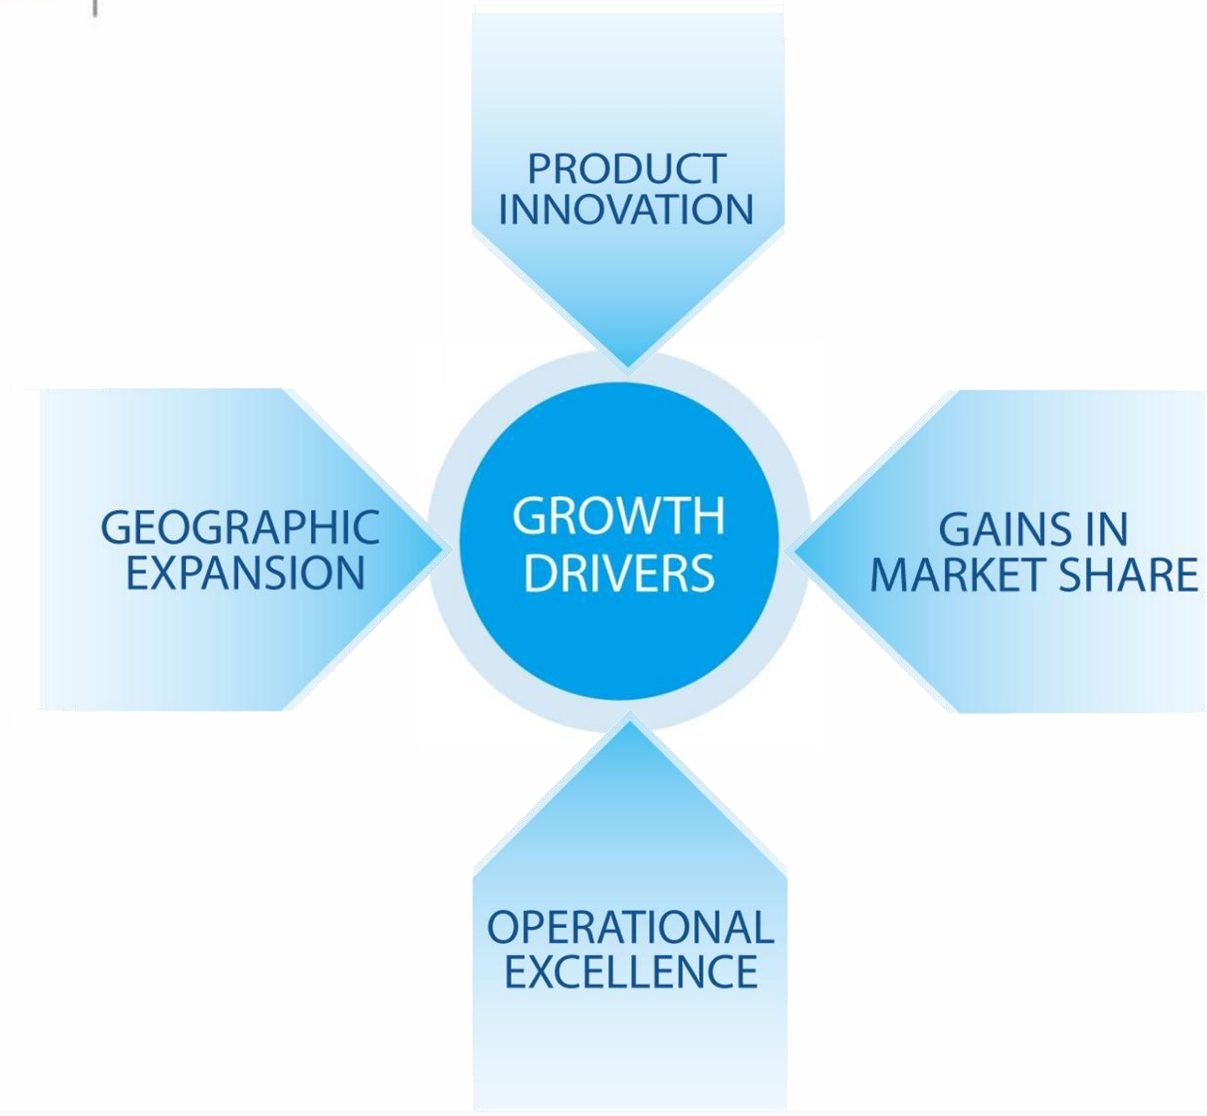 PRODUCT
INNOVATION
GEOGRAPHIC
EXPANSION
GROWTH
DRIVERS
GAINS IN
MARKET SHARE
OPERATIONAL
EXCELLENCE